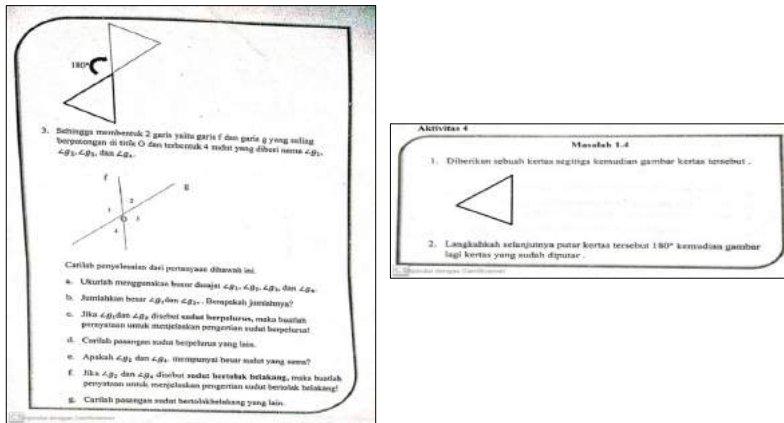 180°
3. Sehingga membentuk 2 garis yaitu garis f dan garis g yang saling
berpotongan di titik O dan terbentuk 4 sudut yang diberi nama ∠g₁,
∠g₂, ∠g₃, dan ∠g₄.
f
g
1
2
O
3
4
Carilah penyelesaian dari pertanyaan dibawah ini.
a. Ukurlah menggunakan busur derajat ∠g₁, ∠g₂, ∠g₃, dan ∠g₄.
b. Jumlahkan besar ∠g₁ dan ∠g₂. Berapakah jumlahnya?
c. Jika ∠g₁ dan ∠g₂ disebut sudut berpelurus, maka buatlah
pernyataan untuk menjelaskan pengertian sudut berpelurus!
d. Carilah pasangan sudut berpelurus yang lain.
e. Apakah ∠g₂ dan ∠g₄ mempunyai besar sudut yang sama?
f. Jika ∠g₂ dan ∠g₄ disebut sudut bertolak belakang, maka buatlah
penyataan untuk menjelaskan pengertian sudut bertolak belakang!
g. Carilah pasangan sudut bertolakbelakang yang lain.
Aktivitas 4
Masalah 1.4
1. Diberikan sebuah kertas segitiga kemudian gambar kertas tersebut .
2. Langkahkah selanjutnya putar kertas tersebut 180° kemudian gambar
lagi kertas yang sudah diputar .